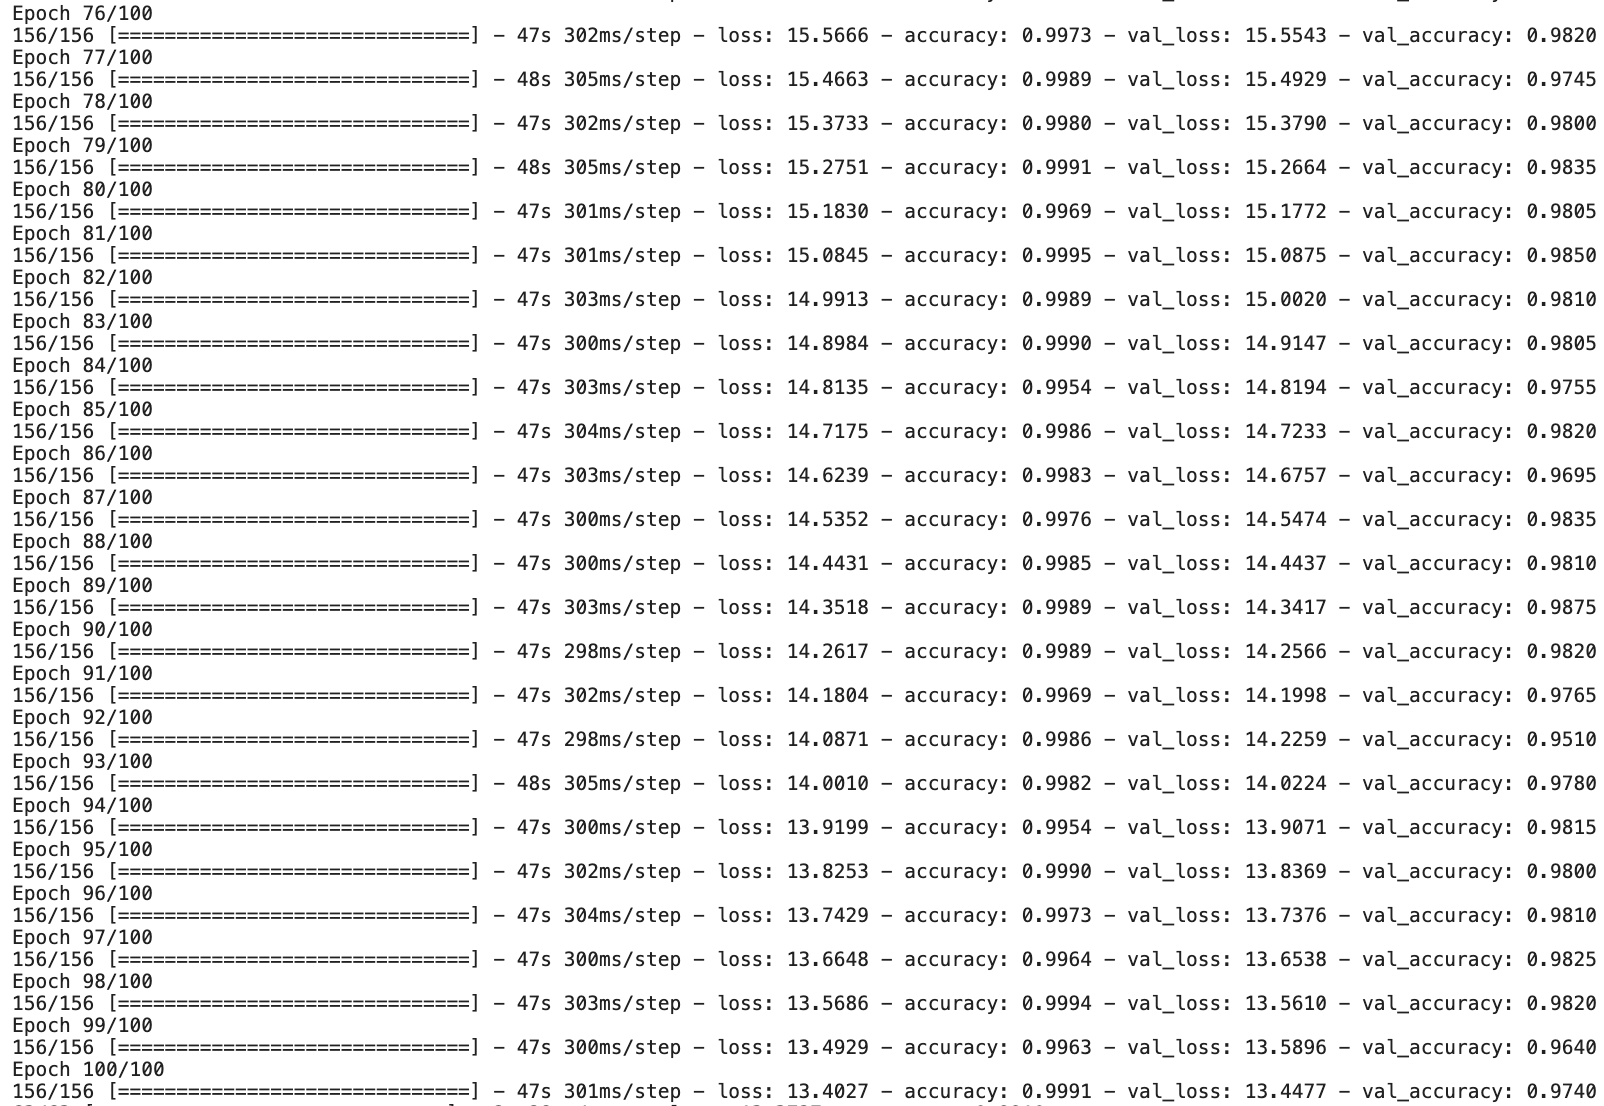 Epoch 76/100
156/156 [==============================] - 47s 302ms/step - loss: 15.5666 - accuracy: 0.9973 - val_loss: 15.5543 - val_accuracy: 0.9820
Epoch 77/100
156/156 [==============================] - 48s 305ms/step - loss: 15.4663 - accuracy: 0.9989 - val_loss: 15.4929 - val_accuracy: 0.9745
Epoch 78/100
156/156 [==============================] - 47s 302ms/step - loss: 15.3733 - accuracy: 0.9980 - val_loss: 15.3790 - val_accuracy: 0.9800
Epoch 79/100
156/156 [==============================] - 48s 305ms/step - loss: 15.2751 - accuracy: 0.9991 - val_loss: 15.2664 - val_accuracy: 0.9835
Epoch 80/100
156/156 [==============================] - 47s 301ms/step - loss: 15.1830 - accuracy: 0.9969 - val_loss: 15.1772 - val_accuracy: 0.9805
Epoch 81/100
156/156 [==============================] - 47s 301ms/step - loss: 15.0845 - accuracy: 0.9995 - val_loss: 15.0875 - val_accuracy: 0.9850
Epoch 82/100
156/156 [==============================] - 47s 303ms/step - loss: 14.9913 - accuracy: 0.9989 - val_loss: 15.0020 - val_accuracy: 0.9810
Epoch 83/100
156/156 [==============================] - 47s 300ms/step - loss: 14.8984 - accuracy: 0.9990 - val_loss: 14.9147 - val_accuracy: 0.9805
Epoch 84/100
156/156 [==============================] - 47s 303ms/step - loss: 14.8135 - accuracy: 0.9954 - val_loss: 14.8194 - val_accuracy: 0.9755
Epoch 85/100
156/156 [==============================] - 47s 304ms/step - loss: 14.7175 - accuracy: 0.9986 - val_loss: 14.7233 - val_accuracy: 0.9820
Epoch 86/100
156/156 [==============================] - 47s 303ms/step - loss: 14.6239 - accuracy: 0.9983 - val_loss: 14.6757 - val_accuracy: 0.9695
Epoch 87/100
156/156 [==============================] - 47s 300ms/step - loss: 14.5352 - accuracy: 0.9976 - val_loss: 14.5474 - val_accuracy: 0.9835
Epoch 88/100
156/156 [==============================] - 47s 300ms/step - loss: 14.4431 - accuracy: 0.9985 - val_loss: 14.4437 - val_accuracy: 0.9810
Epoch 89/100
156/156 [==============================] - 47s 303ms/step - loss: 14.3518 - accuracy: 0.9989 - val_loss: 14.3417 - val_accuracy: 0.9875
Epoch 90/100
156/156 [==============================] - 47s 298ms/step - loss: 14.2617 - accuracy: 0.9989 - val_loss: 14.2566 - val_accuracy: 0.9820
Epoch 91/100
156/156 [==============================] - 47s 302ms/step - loss: 14.1804 - accuracy: 0.9969 - val_loss: 14.1998 - val_accuracy: 0.9765
Epoch 92/100
156/156 [==============================] - 47s 298ms/step - loss: 14.0871 - accuracy: 0.9986 - val_loss: 14.2259 - val_accuracy: 0.9510
Epoch 93/100
156/156 [==============================] - 48s 305ms/step - loss: 14.0010 - accuracy: 0.9982 - val_loss: 14.0224 - val_accuracy: 0.9780
Epoch 94/100
156/156 [==============================] - 47s 300ms/step - loss: 13.9199 - accuracy: 0.9954 - val_loss: 13.9071 - val_accuracy: 0.9815
Epoch 95/100
156/156 [==============================] - 47s 302ms/step - loss: 13.8253 - accuracy: 0.9990 - val_loss: 13.8369 - val_accuracy: 0.9800
Epoch 96/100
156/156 [==============================] - 47s 304ms/step - loss: 13.7429 - accuracy: 0.9973 - val_loss: 13.7376 - val_accuracy: 0.9810
Epoch 97/100
156/156 [==============================] - 47s 300ms/step - loss: 13.6648 - accuracy: 0.9964 - val_loss: 13.6538 - val_accuracy: 0.9825
Epoch 98/100
156/156 [==============================] - 47s 303ms/step - loss: 13.5686 - accuracy: 0.9994 - val_loss: 13.5610 - val_accuracy: 0.9820
Epoch 99/100
156/156 [==============================] - 47s 300ms/step - loss: 13.4929 - accuracy: 0.9963 - val_loss: 13.5896 - val_accuracy: 0.9640
Epoch 100/100
156/156 [==============================] - 47s 301ms/step - loss: 13.4027 - accuracy: 0.9991 - val_loss: 13.4477 - val_accuracy: 0.9740